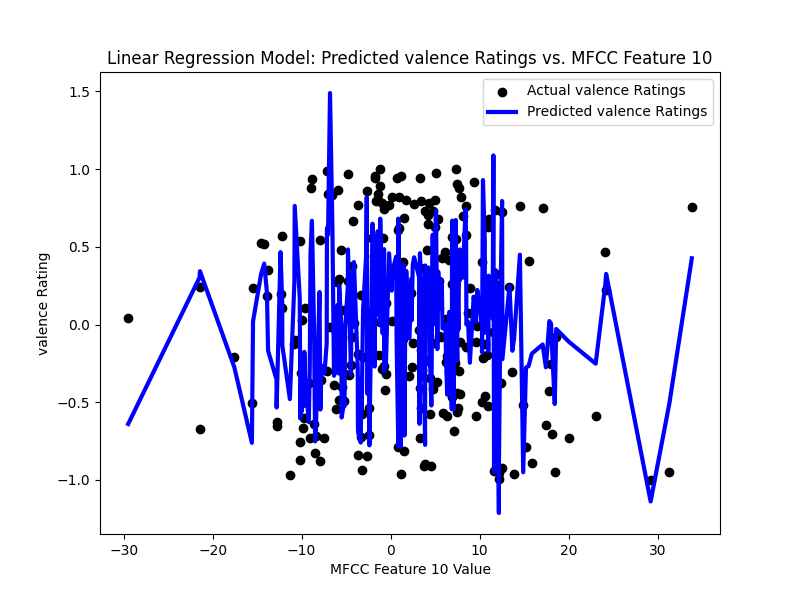 Linear Regression Model: Predicted valence Ratings vs. MFCC Feature 10
Actual valence Ratings
Predicted valence Ratings
1.5
1.0
0.5
0.0
−0.5
−1.0
valence Rating
−30 −20 −10 0 10 20 30
MFCC Feature 10 Value